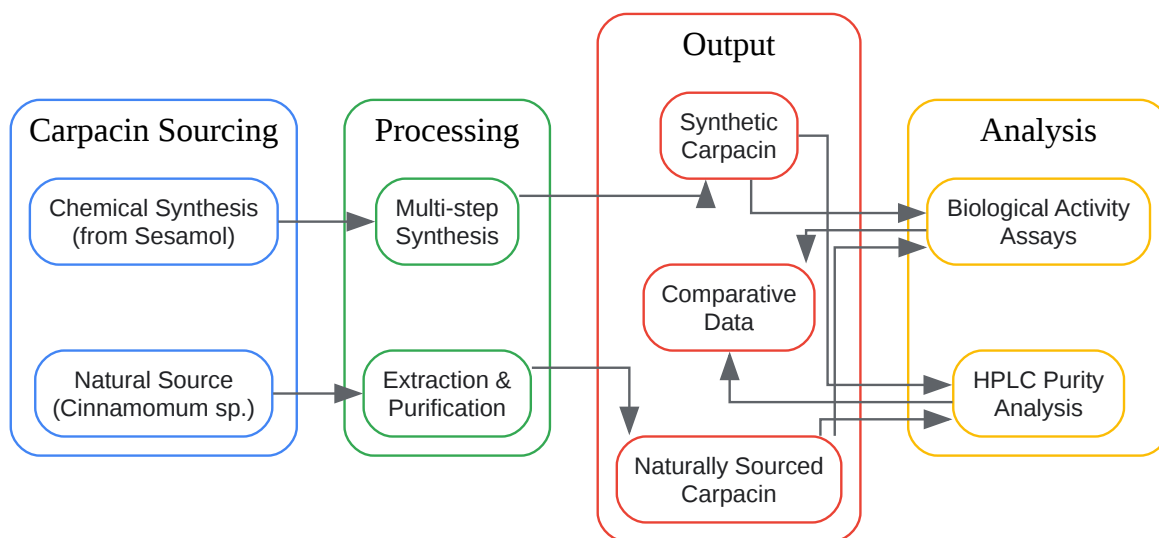 Carpacin Sourcing
Chemical Synthesis
(from Sesamol)
Natural Source
(Cinnamomum sp.)
Processing
Multi-step
Synthesis
Extraction &
Purification
Output
Synthetic
Carpacin
Comparative
Data
Naturally Sourced
Carpacin
Analysis
Biological Activity
Assays
HPLC Purity
Analysis